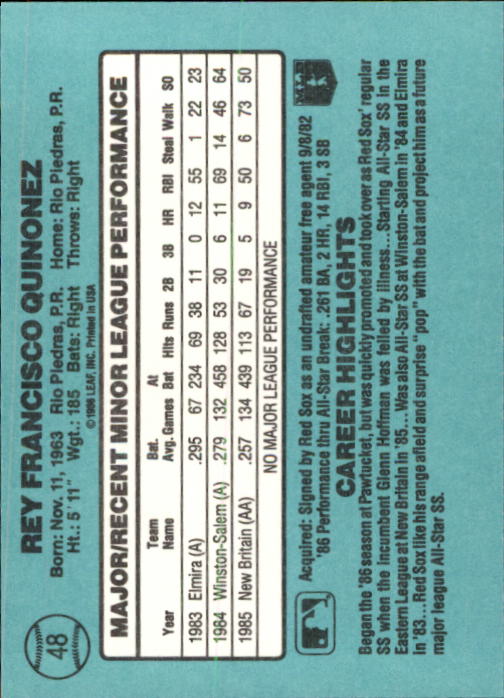 48
REY FRANCISCO QUINONEZ
Born: Nov. 11, 1963 Rio Piedras, P.R. Home: Rio Piedras, P.R.
Ht.: 5' 11" Wgt.: 185 Bats: Right Throws: Right
©1986 LEAF, INC. Printed in USA
MAJOR/RECENT MINOR LEAGUE PERFORMANCE
Team Bat. At
Year Name Avg. Games Bat Hits Runs 2B 3B HR RBI Steal Walk SO
1983 Elmira (A) .295 67 234 69 38 11 0 12 55 1 22 23
1984 Winston-Salem (A) .279 132 458 128 53 30 6 11 69 14 46 64
1985 New Britain (AA) .257 134 439 113 67 19 5 9 50 6 73 50
NO MAJOR LEAGUE PERFORMANCE
Acquired: Signed by Red Sox as an undrafted amateur free agent 9/8/82
'86 Performance thru All-Star Break: .261 BA, 2 HR, 14 RBI, 3 SB
CAREER HIGHLIGHTS
Began the '86 season at Pawtucket, but was quickly promoted and took over as Red Sox' regular
SS when the incumbent Glenn Hoffman was felled by illness...Starting All-Star SS in the
Eastern League at New Britain in '85...Was also All-Star SS at Winston-Salem in '84 and Elmira
in '83...Red Sox like his range afield and surprise "pop" with the bat and project him as a future
major league All-Star SS.